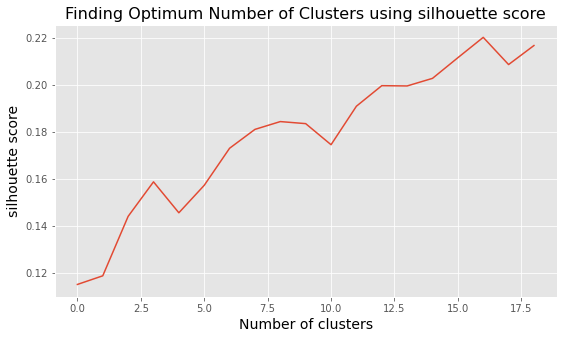 Finding Optimum Number of Clusters using silhouette score
silhouette score
0.22
0.20
0.18
0.16
0.14
0.12
0.0 2.5 5.0 7.5 10.0 12.5 15.0 17.5
Number of clusters